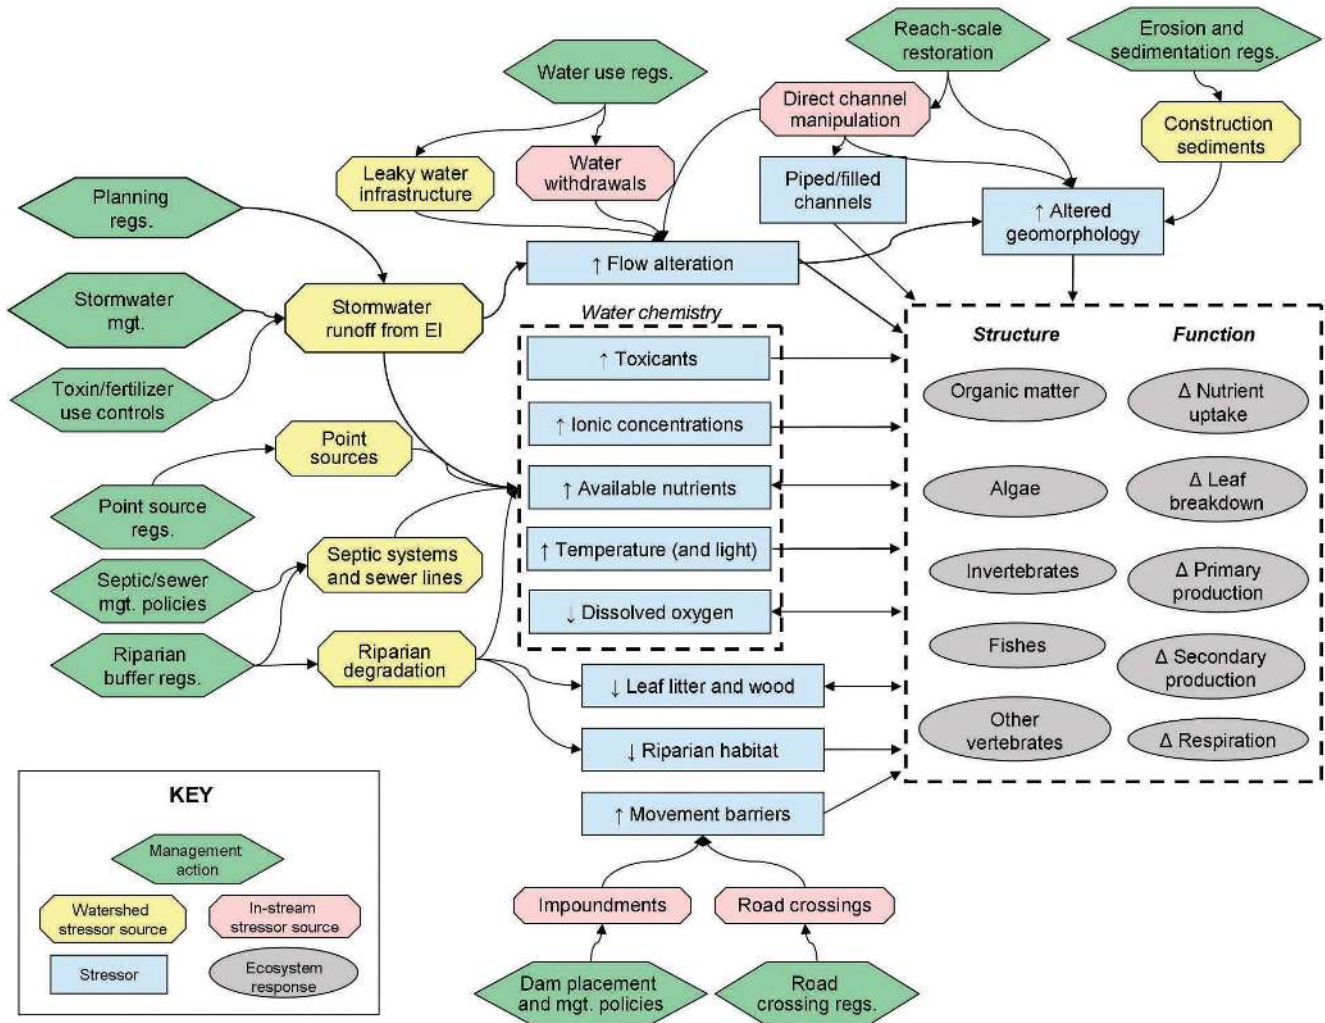 Reach-scale
restoration
Erosion and
sedimentation regs.
Water use regs.
Direct channel
manipulation
Construction
sediments
Leaky water
infrastructure
Water
withdrawals
Piped/filled
channels
Planning
regs.
↑ Altered
geomorphology
↑ Flow alteration
Stormwater
mgt.
Stormwater
runoff from EI
Water chemistry
Structure
Function
↑ Toxicants
Toxin/fertilizer
use controls
Organic matter
Δ Nutrient
uptake
↑ Ionic concentrations
Point
sources
↑ Available nutrients
Algae
Δ Leaf
breakdown
Point source
regs.
↑ Temperature (and light)
Septic systems
and sewer lines
Invertebrates
Δ Primary
production
Septic/sewer
mgt. policies
↓ Dissolved oxygen
Fishes
Riparian
buffer regs.
Riparian
degradation
Δ Secondary
production
↓ Leaf litter and wood
Other
vertebrates
Δ Respiration
↓ Riparian habitat
↑ Movement barriers
Impoundments
Road crossings
Dam placement
and mgt. policies
Road
crossing regs.
KEY
Management
action
Watershed
stressor source
In-stream
stressor source
Stressor
Ecosystem
response